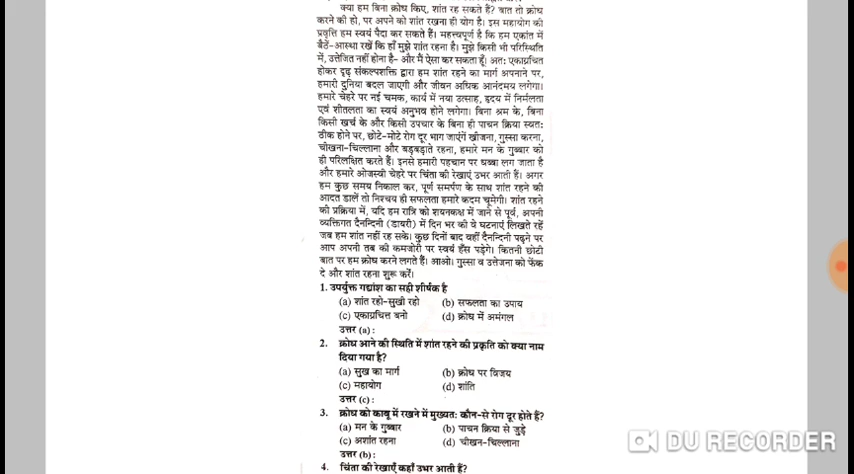 क्या हम बिना क्रोध किए, शांत रह सकते हैं? बात तो क्रोध
करने की हो, पर अपने को शांत रखना ही योग है। इस महायोग की
प्रवृत्ति हम स्वयं पैदा कर सकते हैं। महत्त्वपूर्ण है कि हम एकांत में
बैठें-आस्था रखें कि हाँ मुझे शांत रहना है। मुझे किसी भी परिस्थिति
में, उत्तेजित नहीं होना है- और मैं ऐसा कर सकता हूँ। अतः एकाग्रचित
होकर दृढ़ संकल्पशक्ति द्वारा हम शांत रहने का मार्ग अपनाने पर,
हमारी दुनिया बदल जाएगी और जीवन अधिक आनंदमय लगेगा।
हमारे चेहरे पर नई चमक, कार्य में नया उत्साह, हृदय में निर्मलता
एवं शीतलता का स्वयं अनुभव होने लगेगा। बिना श्रम के, बिना
किसी खर्च के और किसी उपचार के बिना ही पाचन क्रिया स्वतः
ठीक होने पर, छोटे-मोटे रोग दूर भाग जाएंगें खीजना, गुस्सा करना,
चीखना-चिल्लाना और बड़बड़ाते रहना, हमारे मन के गुब्बार को
ही परिलक्षित करते हैं। इनसे हमारी पहचान पर धब्बा लग जाता है
और हमारे ओजस्वी चेहरे पर चिंता की रेखाएं उभर आती हैं। अगर
हम कुछ समय निकाल कर, पूर्ण समर्पण के साथ शांत रहने की
आदत डालें तो निश्चय ही सफलता हमारे कदम चूमेगी। शांत रहने
की प्रक्रिया में, यदि हम रात्रि को शयनकक्ष में जाने से पूर्व, अपनी
व्यक्तिगत दैनन्दिनी (डायरी) में दिन भर की वे घटनाएं लिखते रहें
जब हम शांत नहीं रह सके। कुछ दिनों बाद वहीं दैनन्दिनी पढ़ने पर
आप अपनी तब की कमजोरी पर स्वयं हँस पड़ेगे। कितनी छोटी
बात पर हम क्रोध करने लगते हैं। आओ। गुस्सा व उत्तेजना को फेंक
दे और शांत रहना शुरू करें।
1. उपर्युक्त गद्यांश का सही शीर्षक है
(a) शांत रहो-सुखी रहो (b) सफलता का उपाय
(c) एकाग्रचित्त बनो (d) क्रोध में अमंगल
उत्तर (a) :
2. क्रोध आने की स्थिति में शांत रहने की प्रकृति को क्या नाम
दिया गया है?
(a) सुख का मार्ग (b) क्रोध पर विजय
(c) महायोग (d) शांति
उत्तर (c) :
3. क्रोध को काबू में रखने में मुख्यतः कौन-से रोग दूर होते हैं?
(a) मन के गुब्बार (b) पाचन क्रिया से जुड़े
(c) अशांत रहना (d) चीखन-चिल्लाना
उत्तर (b) :
4. चिंता की रेखाएँ कहाँ उभर आती हैं?
DU RECORDER